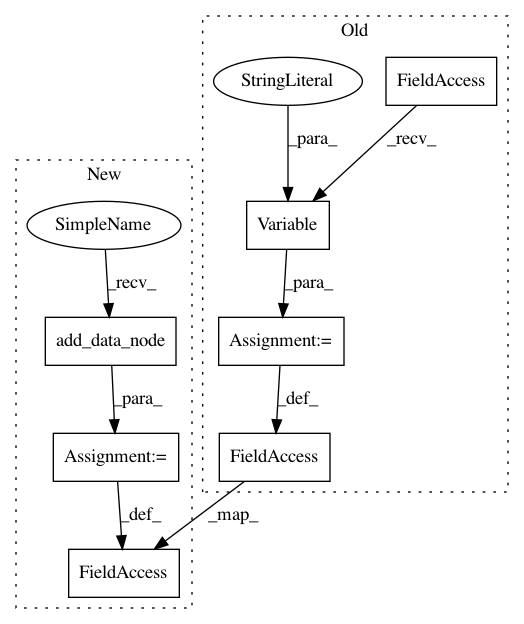 Old
StringLiteral
FieldAccess
_para_
_recv_
New
SimpleName
Variable
_recv_
_para_
add_data_node
Assignment:=
_para_
_def_
Assignment:=
FieldAccess
_def_
_map_
FieldAccess